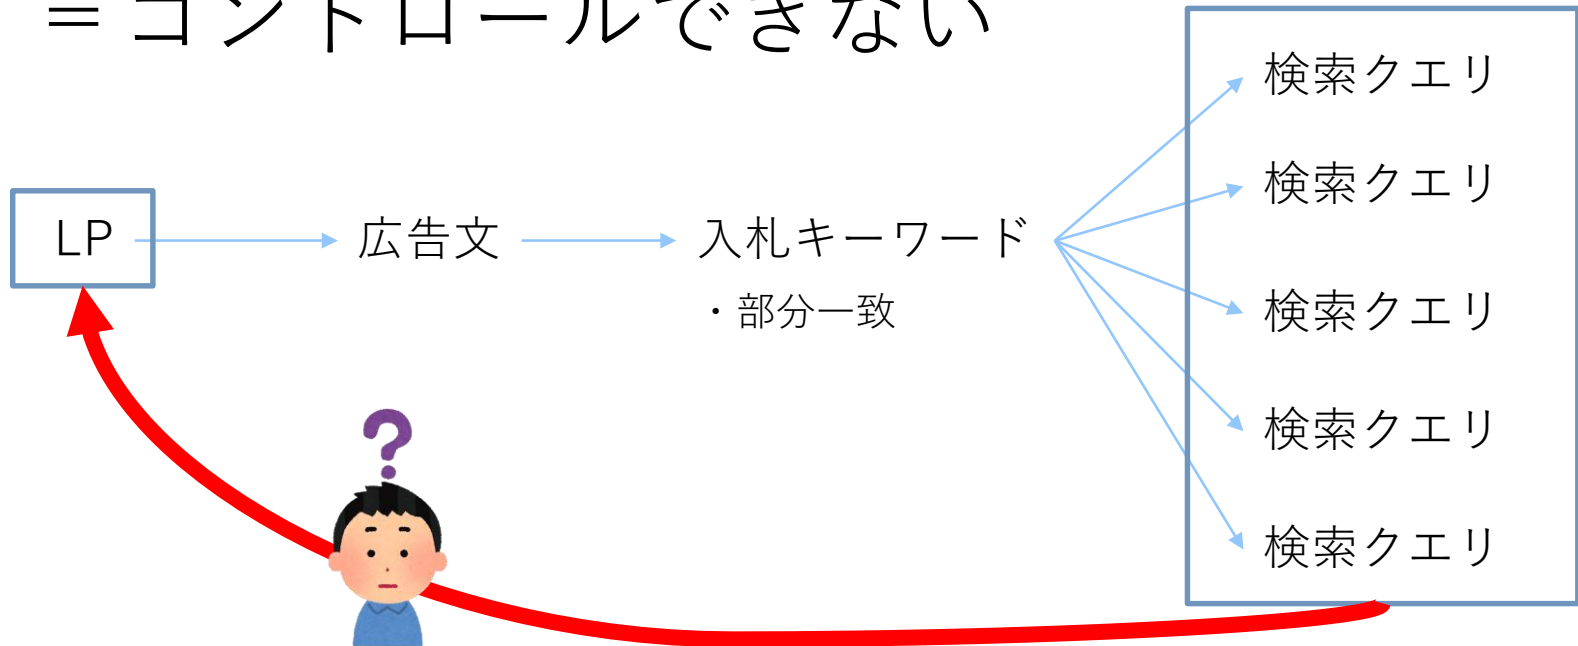 ＝コントロールできない
検索クエリ
検索クエリ
LP
広告文
入札キーワード
・部分一致
検索クエリ
検索クエリ
?
検索クエリ